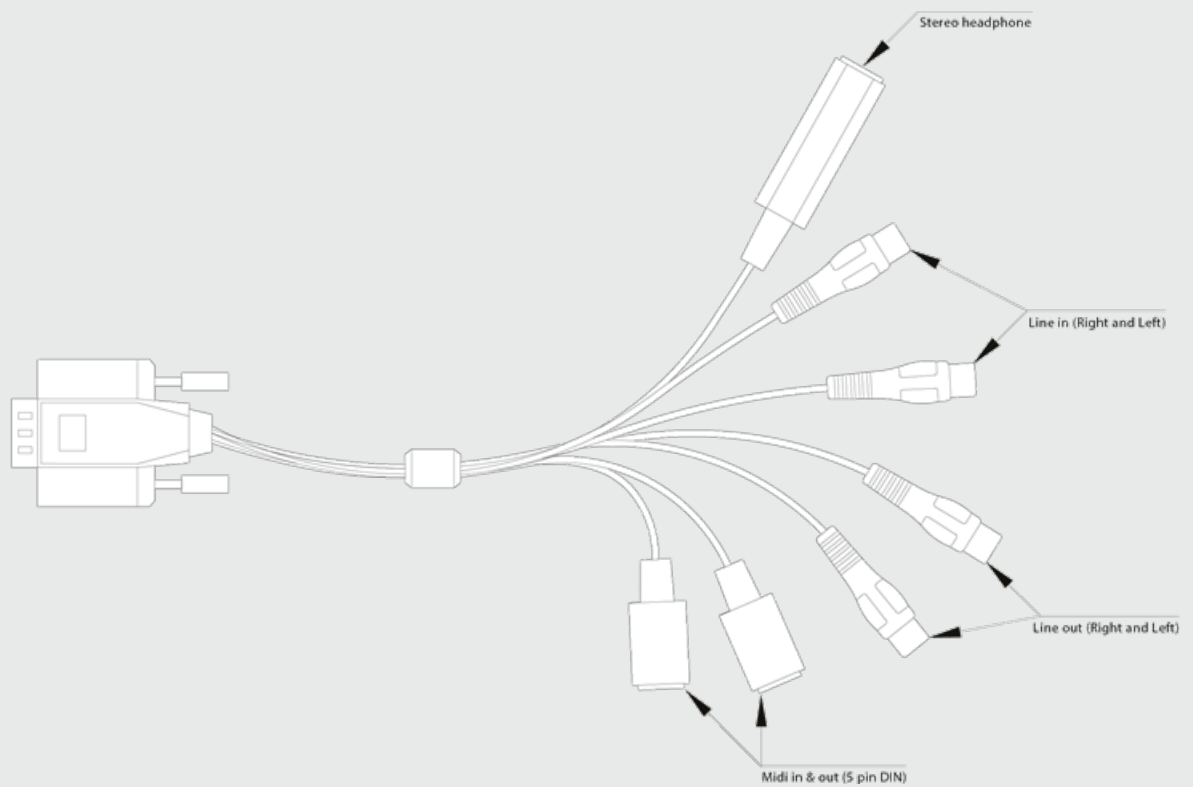 Stereo headphone
Line in (Right and Left)
Line out (Right and Left)
Midi in & out (5 pin DIN)